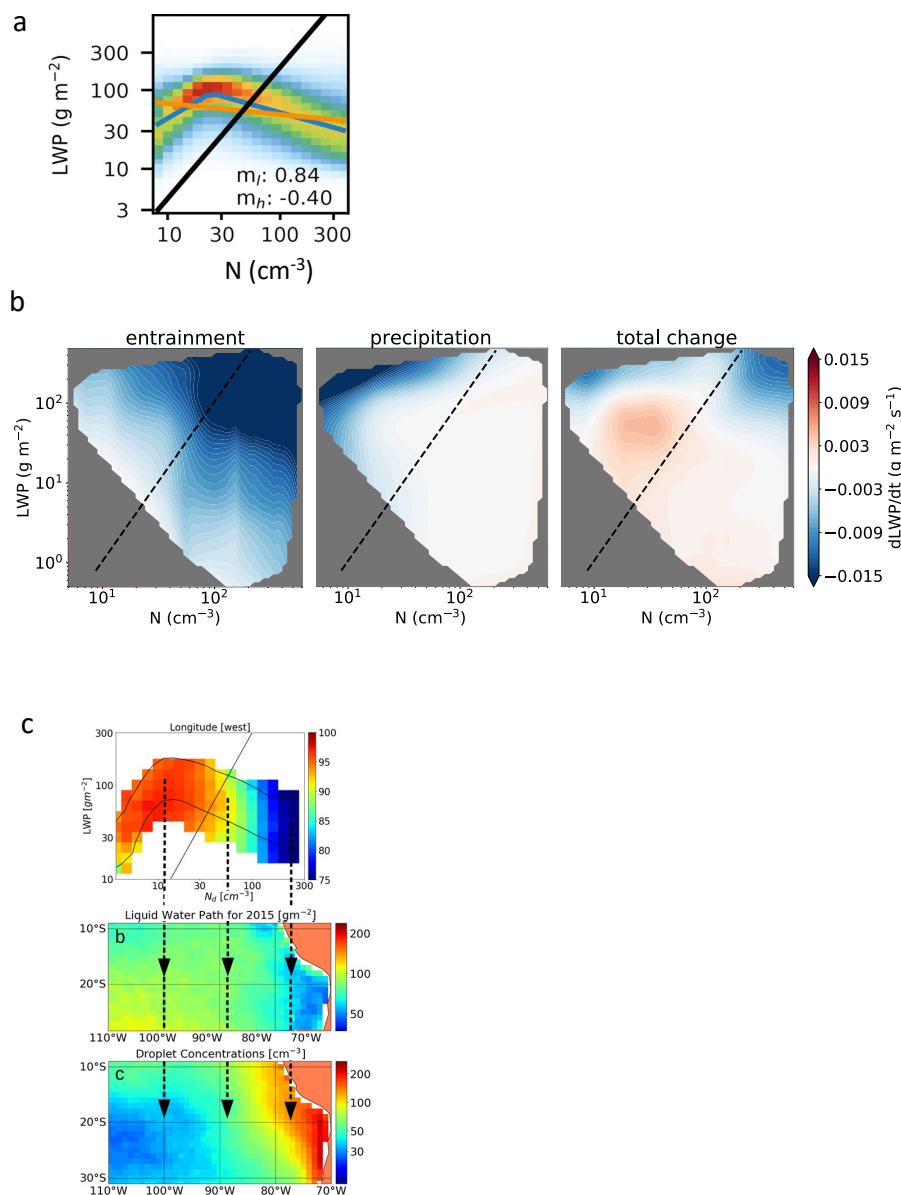 a
LWP (g m⁻²)
300
100
30
10
3
m_l: 0.84
m_h: -0.40
10 30 100 300
N (cm⁻³)
b
entrainment precipitation total change
LWP (g m⁻²)
10²
10¹
10⁰
10¹ 10² 10¹ 10² 10¹ 10²
N (cm⁻³) N (cm⁻³) N (cm⁻³)
0.015
0.009
0.003
−0.003
−0.009
−0.015
dLWP/dt (g m⁻² s⁻¹)
c
Longitude [west]
LWP [gm⁻²]
300
100
30
10
10 30 100 300
N_d [cm⁻³]
100
95
90
85
80
75
Liquid Water Path for 2015 [gm⁻²]
b
10°S
20°S
110°W 100°W 90°W 80°W 70°W
200
100
50
30
Droplet Concentrations [cm⁻³]
c
10°S
20°S
30°S
110°W 100°W 90°W 80°W 70°W
200
100
50
30